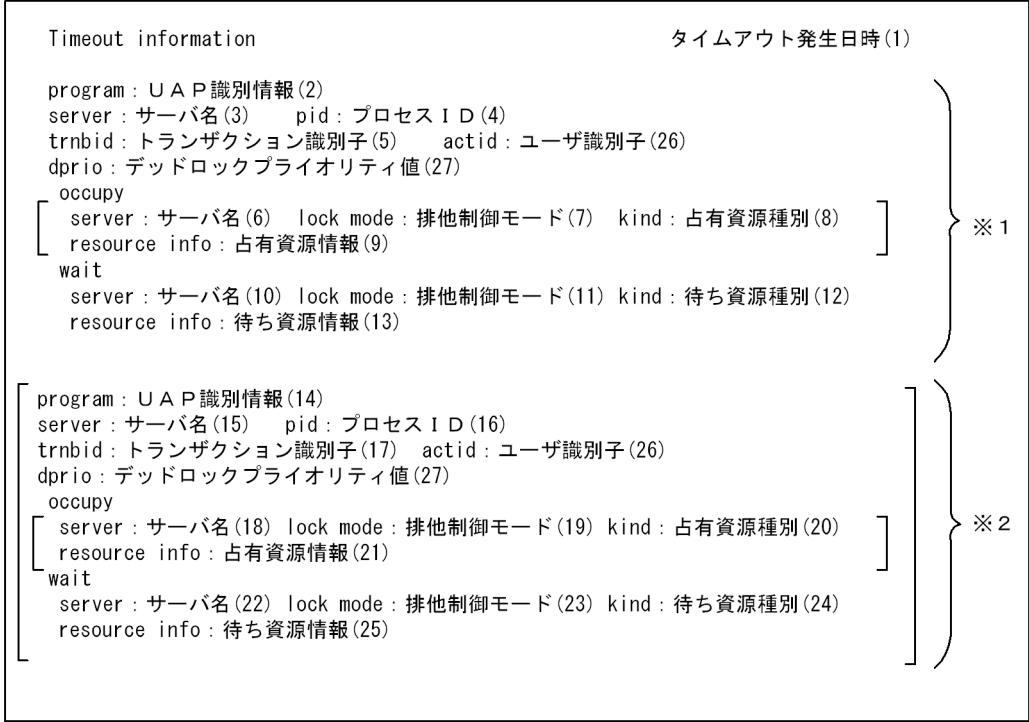 Timeout information タイムアウト発生日時(1)
program：ＵＡＰ識別情報(2)
server：サーバ名(3) pid：プロセスＩＤ(4)
trnbid：トランザクション識別子(5) actid：ユーザ識別子(26)
dprio：デッドロックプライオリティ値(27)
occupy
server：サーバ名(6) lock mode：排他制御モード(7) kind：占有資源種別(8)
resource info：占有資源情報(9)
※１
wait
server：サーバ名(10) lock mode：排他制御モード(11) kind：待ち資源種別(12)
resource info：待ち資源情報(13)
program：ＵＡＰ識別情報(14)
server：サーバ名(15) pid：プロセスＩＤ(16)
trnbid：トランザクション識別子(17) actid：ユーザ識別子(26)
dprio：デッドロックプライオリティ値(27)
occupy
server：サーバ名(18) lock mode：排他制御モード(19) kind：占有資源種別(20)
※２
resource info：占有資源情報(21)
wait
server：サーバ名(22) lock mode：排他制御モード(23) kind：待ち資源種別(24)
resource info：待ち資源情報(25)